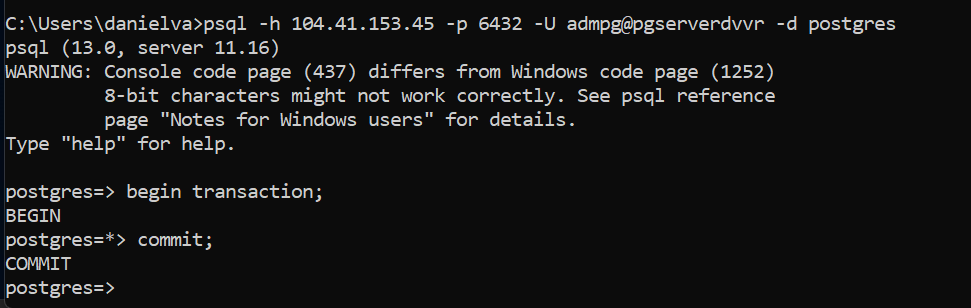 C:\Users\danielva>psql -h 104.41.153.45 -p 6432 -U admpg@pgserverdvvr -d postgres
psql (13.0, server 11.16)
WARNING: Console code page (437) differs from Windows code page (1252)
         8-bit characters might not work correctly. See psql reference
         page "Notes for Windows users" for details.
Type "help" for help.

postgres=> begin transaction;
BEGIN
postgres=*> commit;
COMMIT
postgres=>